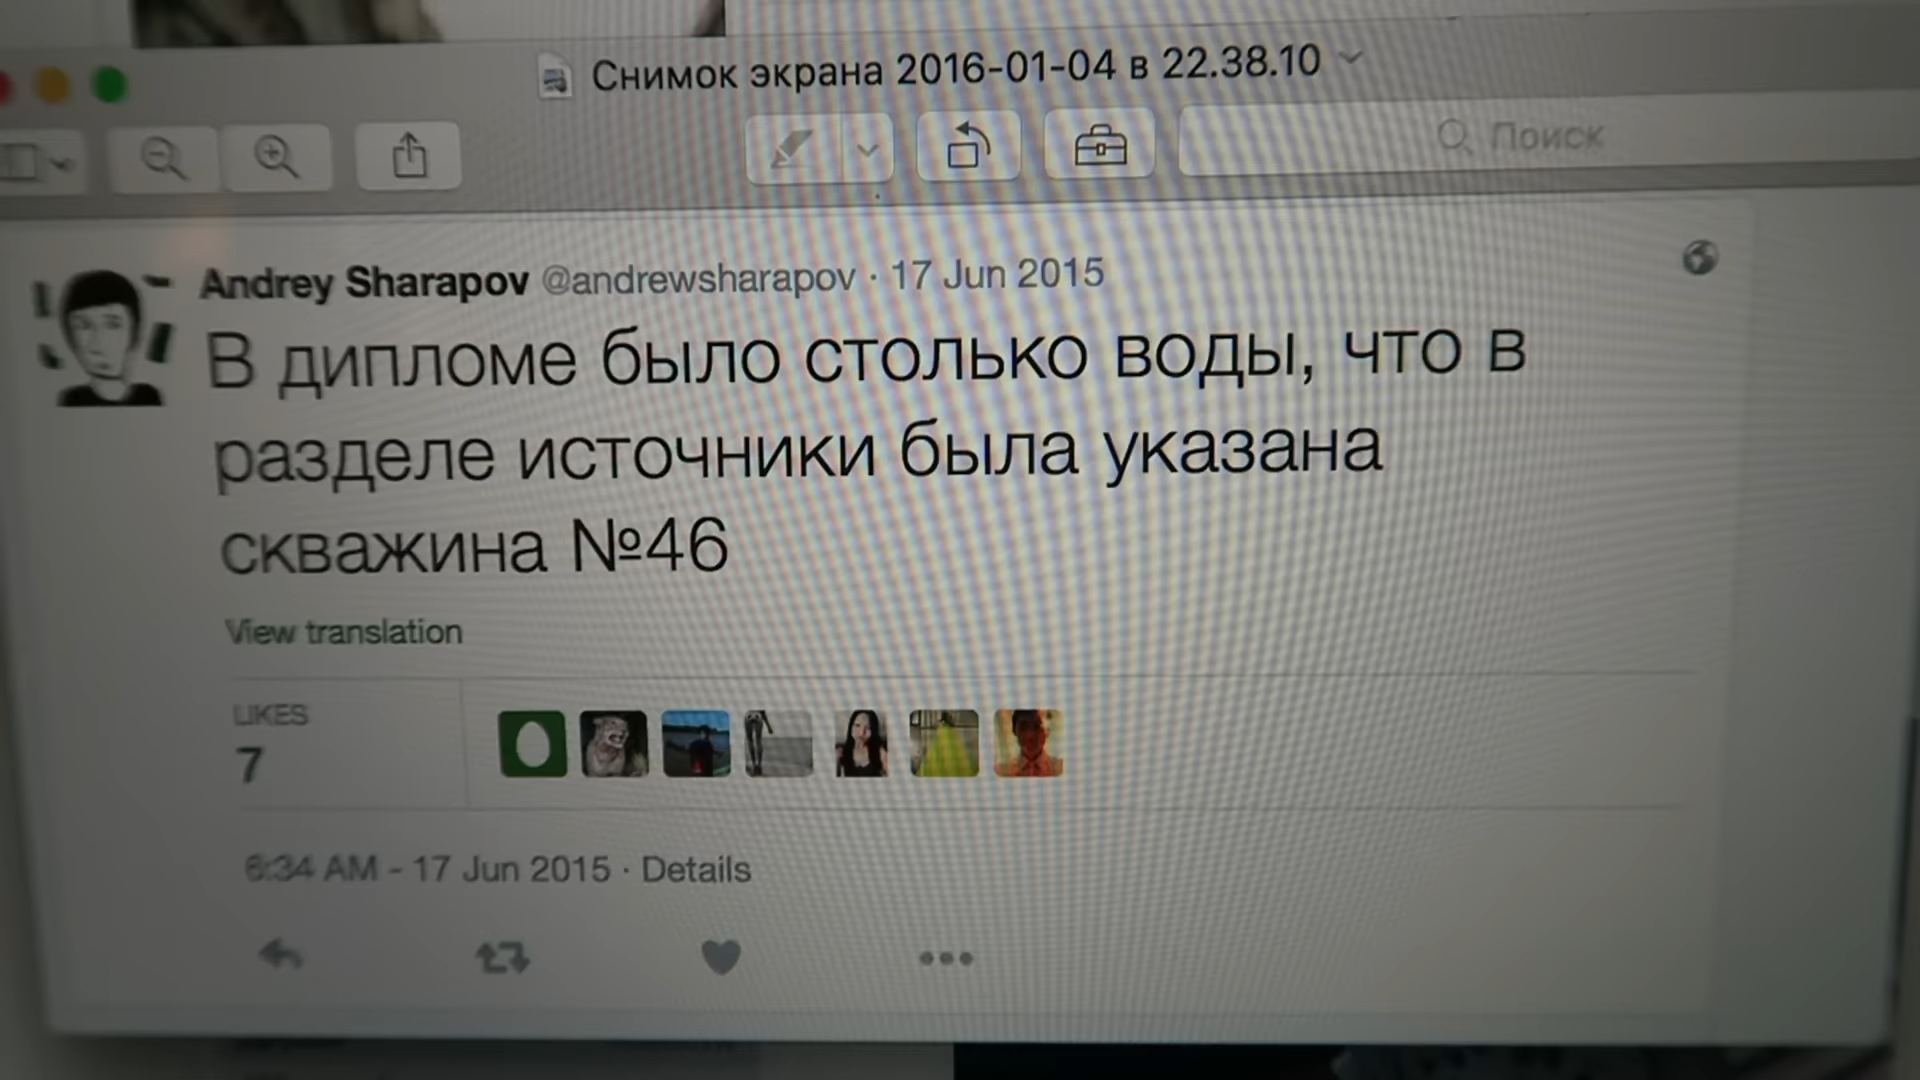 Снимок экрана 2016-01-04 в 22.38.10
Поиск
Andrey Sharapov @andrewsharapov · 17 Jun 2015
В дипломе было столько воды, что в
разделе источники была указана
скважина №46
View translation
LIKES
7
6:34 AM - 17 Jun 2015 · Details